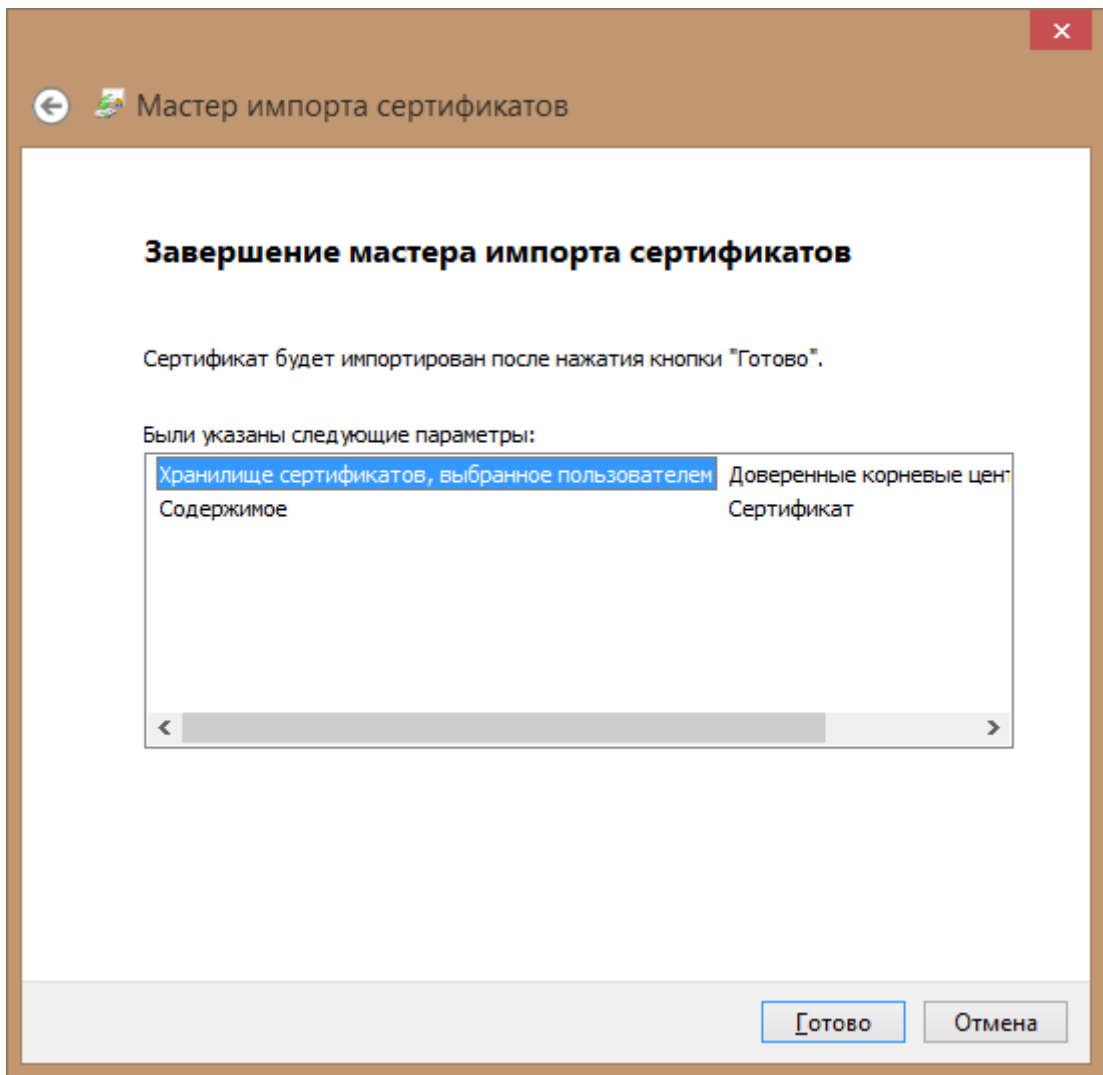 Мастер импорта сертификатов
Завершение мастера импорта сертификатов
Сертификат будет импортирован после нажатия кнопки "Готово".
Были указаны следующие параметры:
Хранилище сертификатов, выбранное пользователем Доверенные корневые цент
Содержимое Сертификат
Готово Отмена